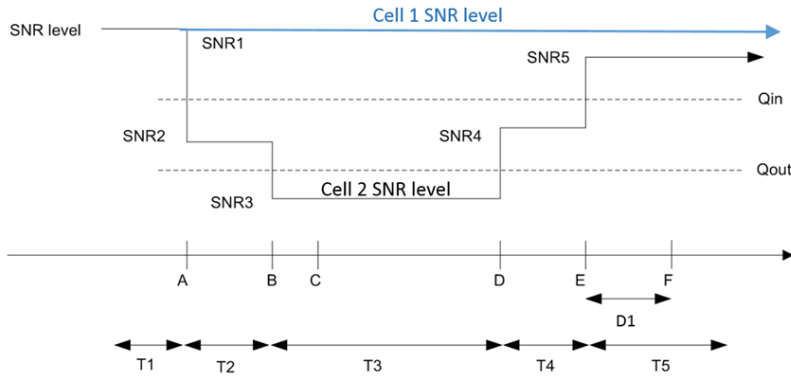 Cell 1 SNR level
SNR level
SNR1
SNR5
Qin
SNR2
SNR4
Qout
Cell 2 SNR level
SNR3
A
B
C
D
E
F
D1
T1
T2
T3
T4
T5